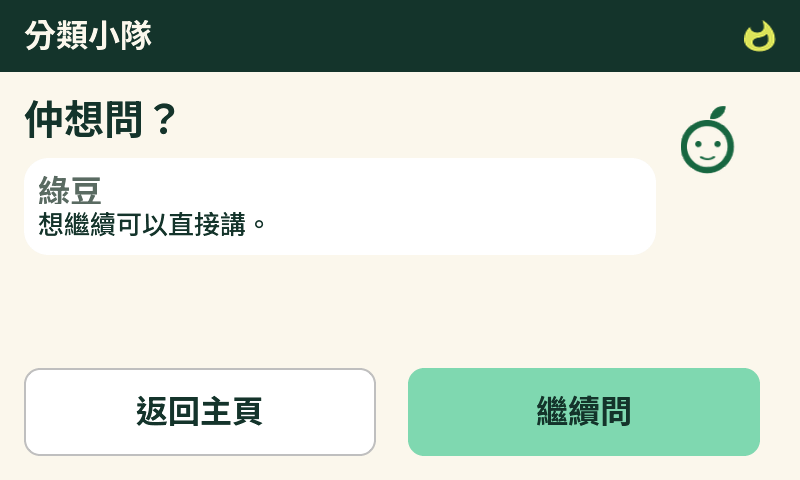 分類小隊
仲想問？
綠豆
想繼續可以直接講。
返回主頁
繼續問